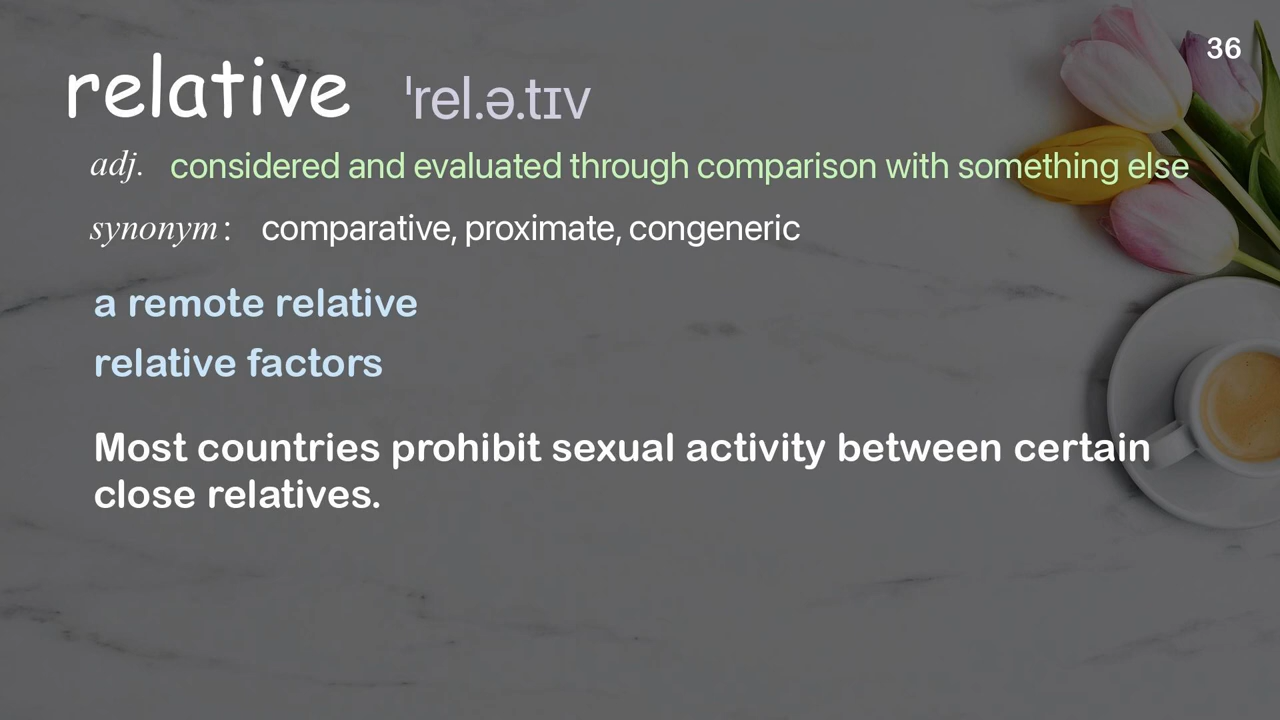 36
relative ˈrel.ə.tɪv
adj. considered and evaluated through comparison with something else
synonym: comparative, proximate, congeneric
a remote relative
relative factors
Most countries prohibit sexual activity between certain
close relatives.